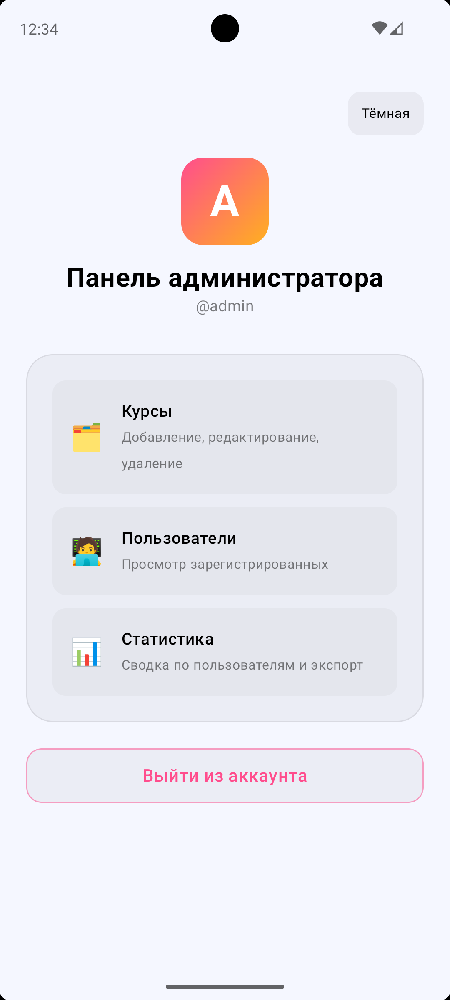 12:34
Тёмная
A
Панель администратора
@admin
Курсы
Добавление, редактирование,
удаление
Пользователи
Просмотр зарегистрированных
Статистика
Сводка по пользователям и экспорт
Выйти из аккаунта